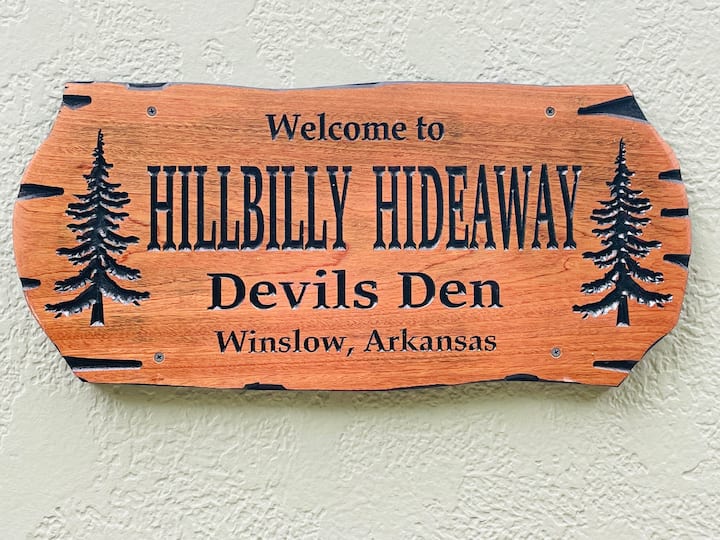 Welcome to
HILLBILLY HIDEAWAY
Devils Den
Winslow, Arkansas